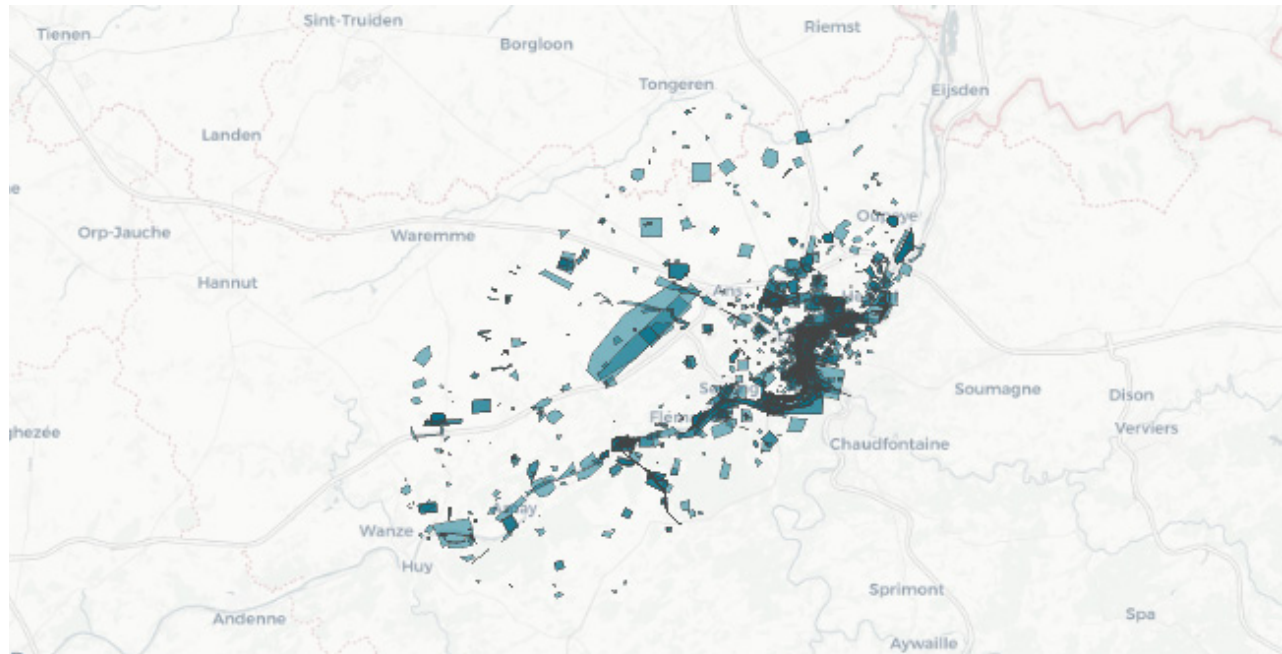 Sint-Truiden
Riemst
Tienen
Borgloon
Tongeren
Eijsden
Landen
Orp-Jauche
Waremme
Hannut
Ans
Soumagne
Dison
Verviers
ghezée
Chaudfontaine
Wanze
Huy
Sprimont
Andenne
Spa
Aywaille